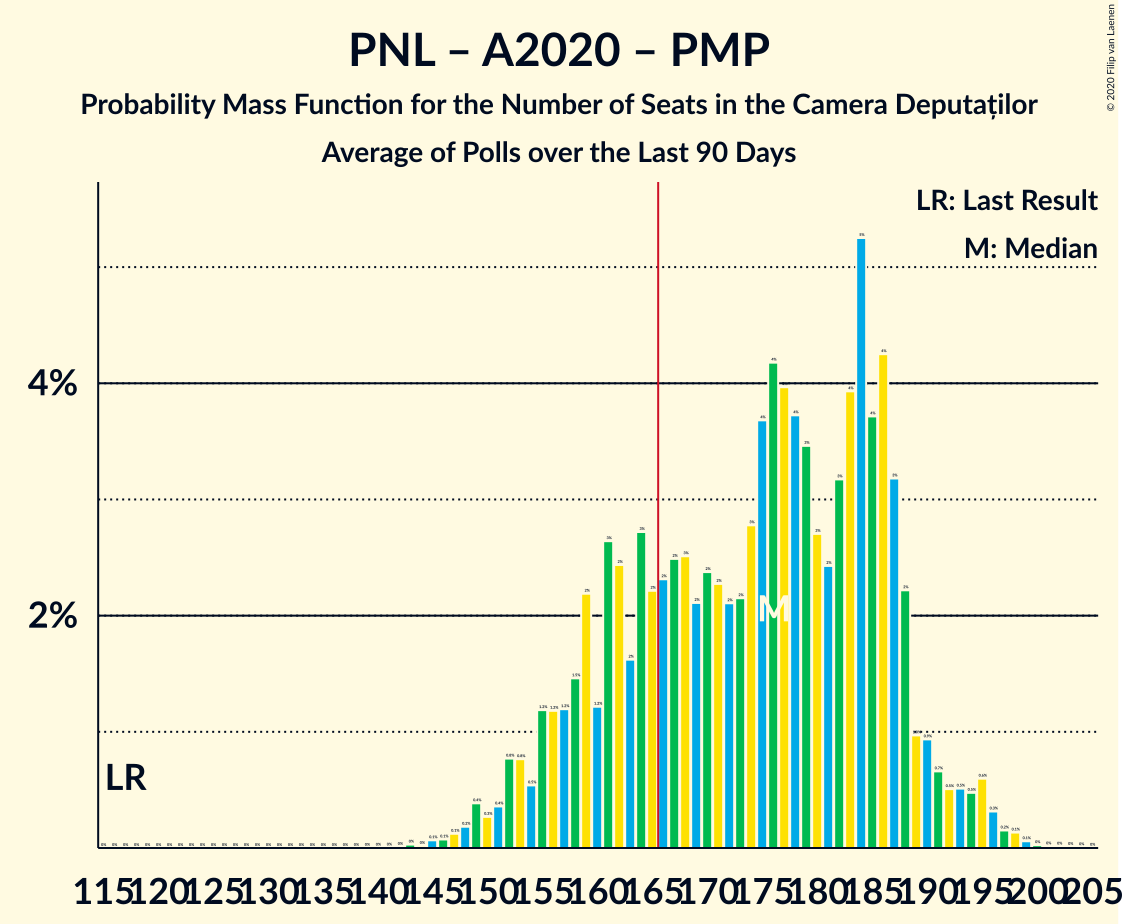 PNL – A2020 – PMP
Probability Mass Function for the Number of Seats in the Camera Deputaților
Average of Polls over the Last 90 Days
© 2020 Filip van Laenen
LR: Last Result
M: Median
4%
2%
LR
M
115 120 125 130 135 140 145 150 155 160 165 170 175 180 185 190 195 200 205